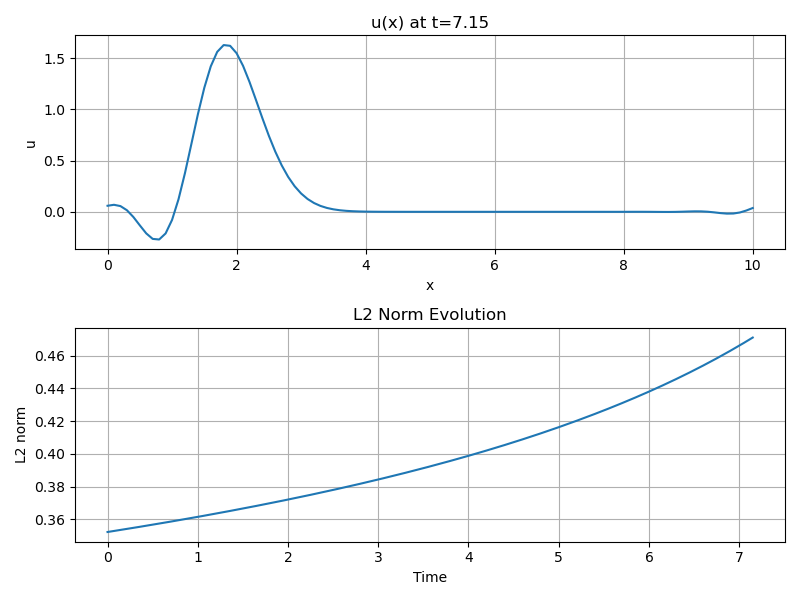 u(x) at t=7.15
u
1.5
1.0
0.5
0.0
0 2 4 6 8 10
x
L2 Norm Evolution
L2 norm
0.46
0.44
0.42
0.40
0.38
0.36
0 1 2 3 4 5 6 7
Time